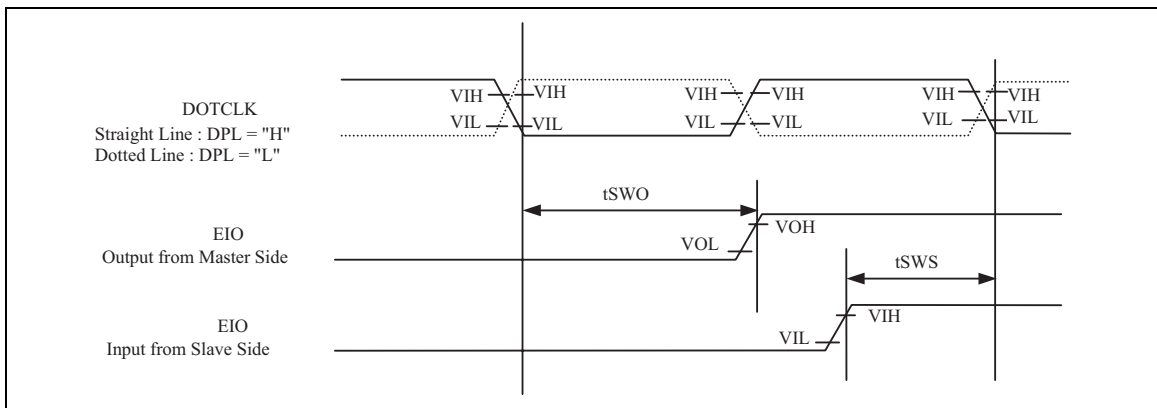 VIH VIH VIH VIH VIH VIH
DOTCLK
VIL VIL VIL VIL VIL VIL
Straight Line : DPL = "H"
Dotted Line : DPL = "L"
tSWO
EIO
Output from Master Side
VOL
VOH
tSWS
EIO
Input from Slave Side
VIL
VIH